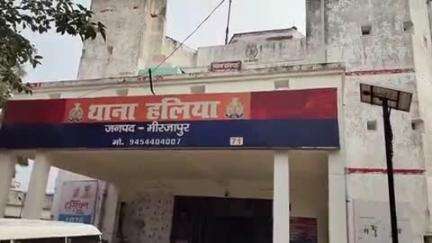 थाना हलिया
जनपद - मीरजापुर
मो. 9454404007